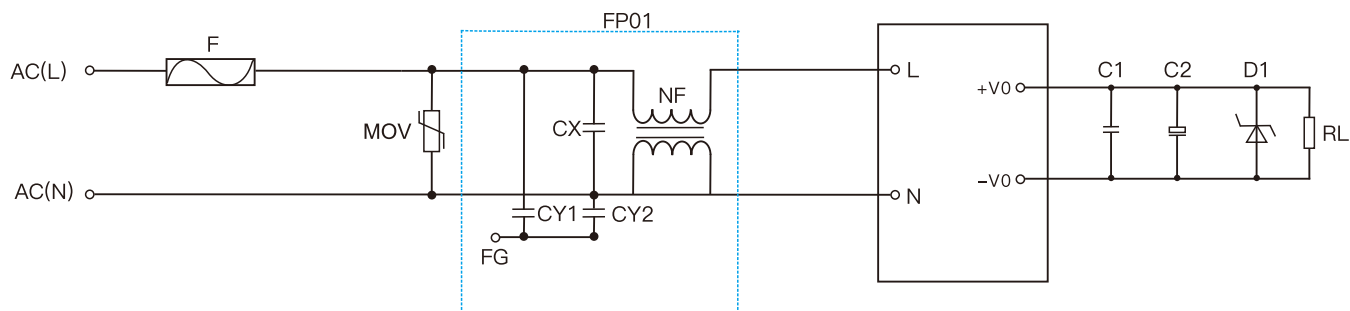 FP01
F
AC(L)
L
C1
C2
D1
+V0
NF
MOV
CX
RL
AC(N)
N
−V0
CY1
CY2
FG